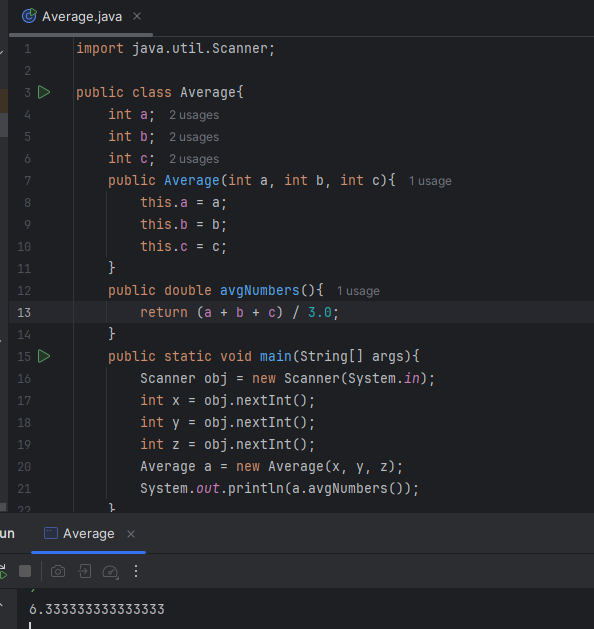 Average.java
1 import java.util.Scanner;
2
3 public class Average{
4 int a; 2 usages
5 int b; 2 usages
6 int c; 2 usages
7 public Average(int a, int b, int c){ 1 usage
8 this.a = a;
9 this.b = b;
10 this.c = c;
11 }
12 public double avgNumbers(){ 1 usage
13 return (a + b + c) / 3.0;
14 }
15 public static void main(String[] args){
16 Scanner obj = new Scanner(System.in);
17 int x = obj.nextInt();
18 int y = obj.nextInt();
19 int z = obj.nextInt();
20 Average a = new Average(x, y, z);
21 System.out.println(a.avgNumbers());
22 }
un Average
6.333333333333333